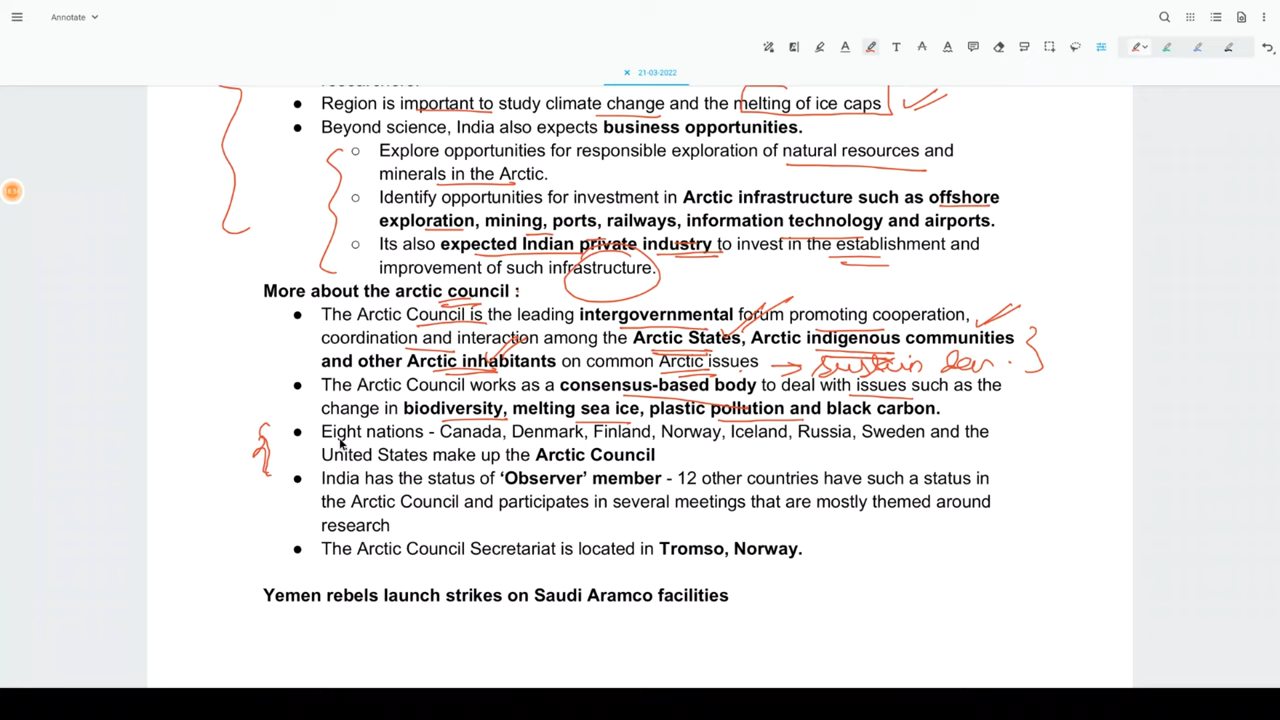 Annotate
21-03-2022
researchers.
● Region is important to study climate change and the melting of ice caps
● Beyond science, India also expects business opportunities.
○ Explore opportunities for responsible exploration of natural resources and
minerals in the Arctic.
○ Identify opportunities for investment in Arctic infrastructure such as offshore
exploration, mining, ports, railways, information technology and airports.
○ Its also expected Indian private industry to invest in the establishment and
improvement of such infrastructure.
More about the arctic council :
● The Arctic Council is the leading intergovernmental forum promoting cooperation,
coordination and interaction among the Arctic States, Arctic indigenous communities
and other Arctic inhabitants on common Arctic issues → sustain dev.
● The Arctic Council works as a consensus-based body to deal with issues such as the
change in biodiversity, melting sea ice, plastic pollution and black carbon.
● Eight nations - Canada, Denmark, Finland, Norway, Iceland, Russia, Sweden and the
United States make up the Arctic Council
● India has the status of ‘Observer’ member - 12 other countries have such a status in
the Arctic Council and participates in several meetings that are mostly themed around
research
● The Arctic Council Secretariat is located in Tromso, Norway.
Yemen rebels launch strikes on Saudi Aramco facilities